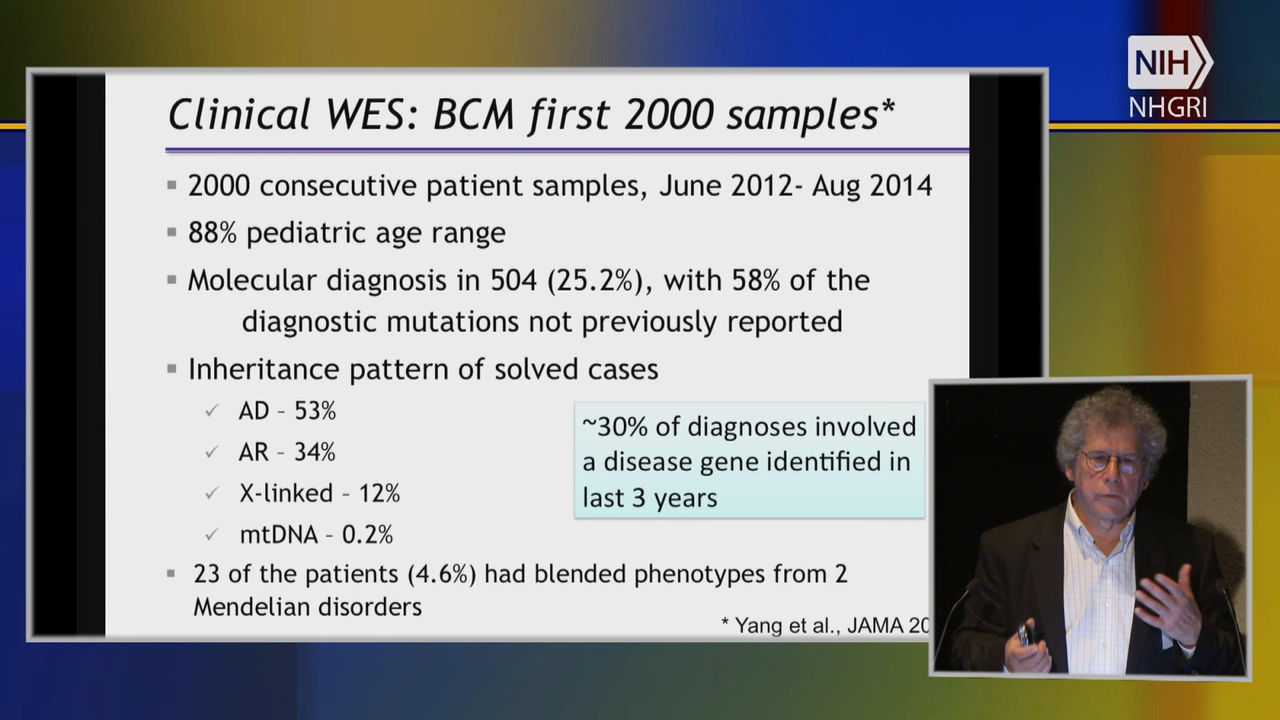 NIH
NHGRI
Clinical WES: BCM first 2000 samples*
▪ 2000 consecutive patient samples, June 2012- Aug 2014
▪ 88% pediatric age range
▪ Molecular diagnosis in 504 (25.2%), with 58% of the
diagnostic mutations not previously reported
▪ Inheritance pattern of solved cases
✓ AD – 53%
✓ AR – 34%
✓ X-linked – 12%
✓ mtDNA – 0.2%
~30% of diagnoses involved
a disease gene identified in
last 3 years
▪ 23 of the patients (4.6%) had blended phenotypes from 2
Mendelian disorders
* Yang et al., JAMA 20